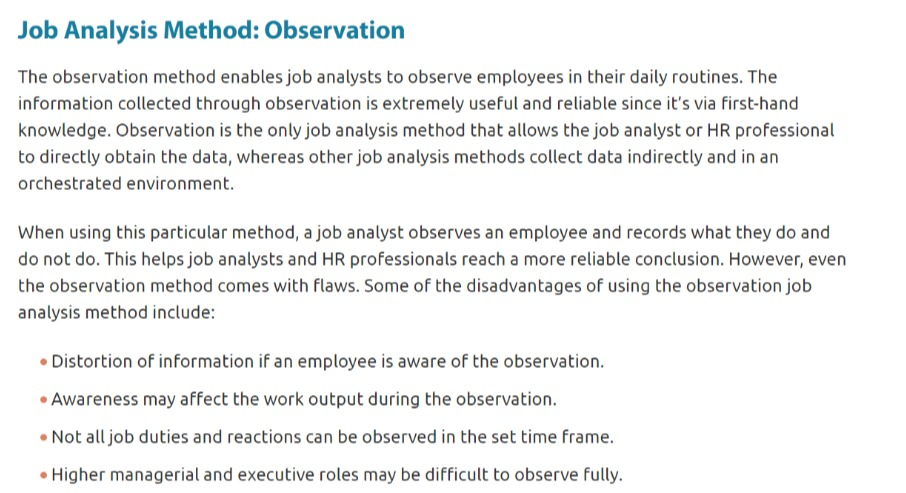 Job Analysis Method: Observation
The observation method enables job analysts to observe employees in their daily routines. The
information collected through observation is extremely useful and reliable since it's via first-hand
knowledge. Observation is the only job analysis method that allows the job analyst or HR professional
to directly obtain the data, whereas other job analysis methods collect data indirectly and in an
orchestrated environment.
When using this particular method, a job analyst observes an employee and records what they do and
do not do. This helps job analysts and HR professionals reach a more reliable conclusion. However, even
the observation method comes with flaws. Some of the disadvantages of using the observation job
analysis method include:
• Distortion of information if an employee is aware of the observation.
• Awareness may affect the work output during the observation.
• Not all job duties and reactions can be observed in the set time frame.
• Higher managerial and executive roles may be difficult to observe fully.